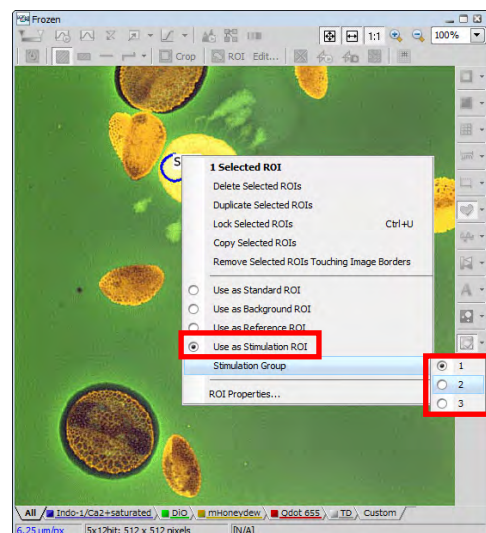 Frozen
1:1 100%
Crop ROI Edit...
S
1 Selected ROI
Delete Selected ROIs
Duplicate Selected ROIs
Lock Selected ROIs Ctrl+U
Copy Selected ROIs
Remove Selected ROIs Touching Image Borders
Use as Standard ROI
Use as Background ROI
Use as Reference ROI
Use as Stimulation ROI
Stimulation Group
1
2
3
ROI Properties...
All Indo-1/Ca2+saturated DiO mHoneydew Qdot 655 TD Custom
6.25 µm/px 5x12bit: 512 x 512 pixels [N/A]